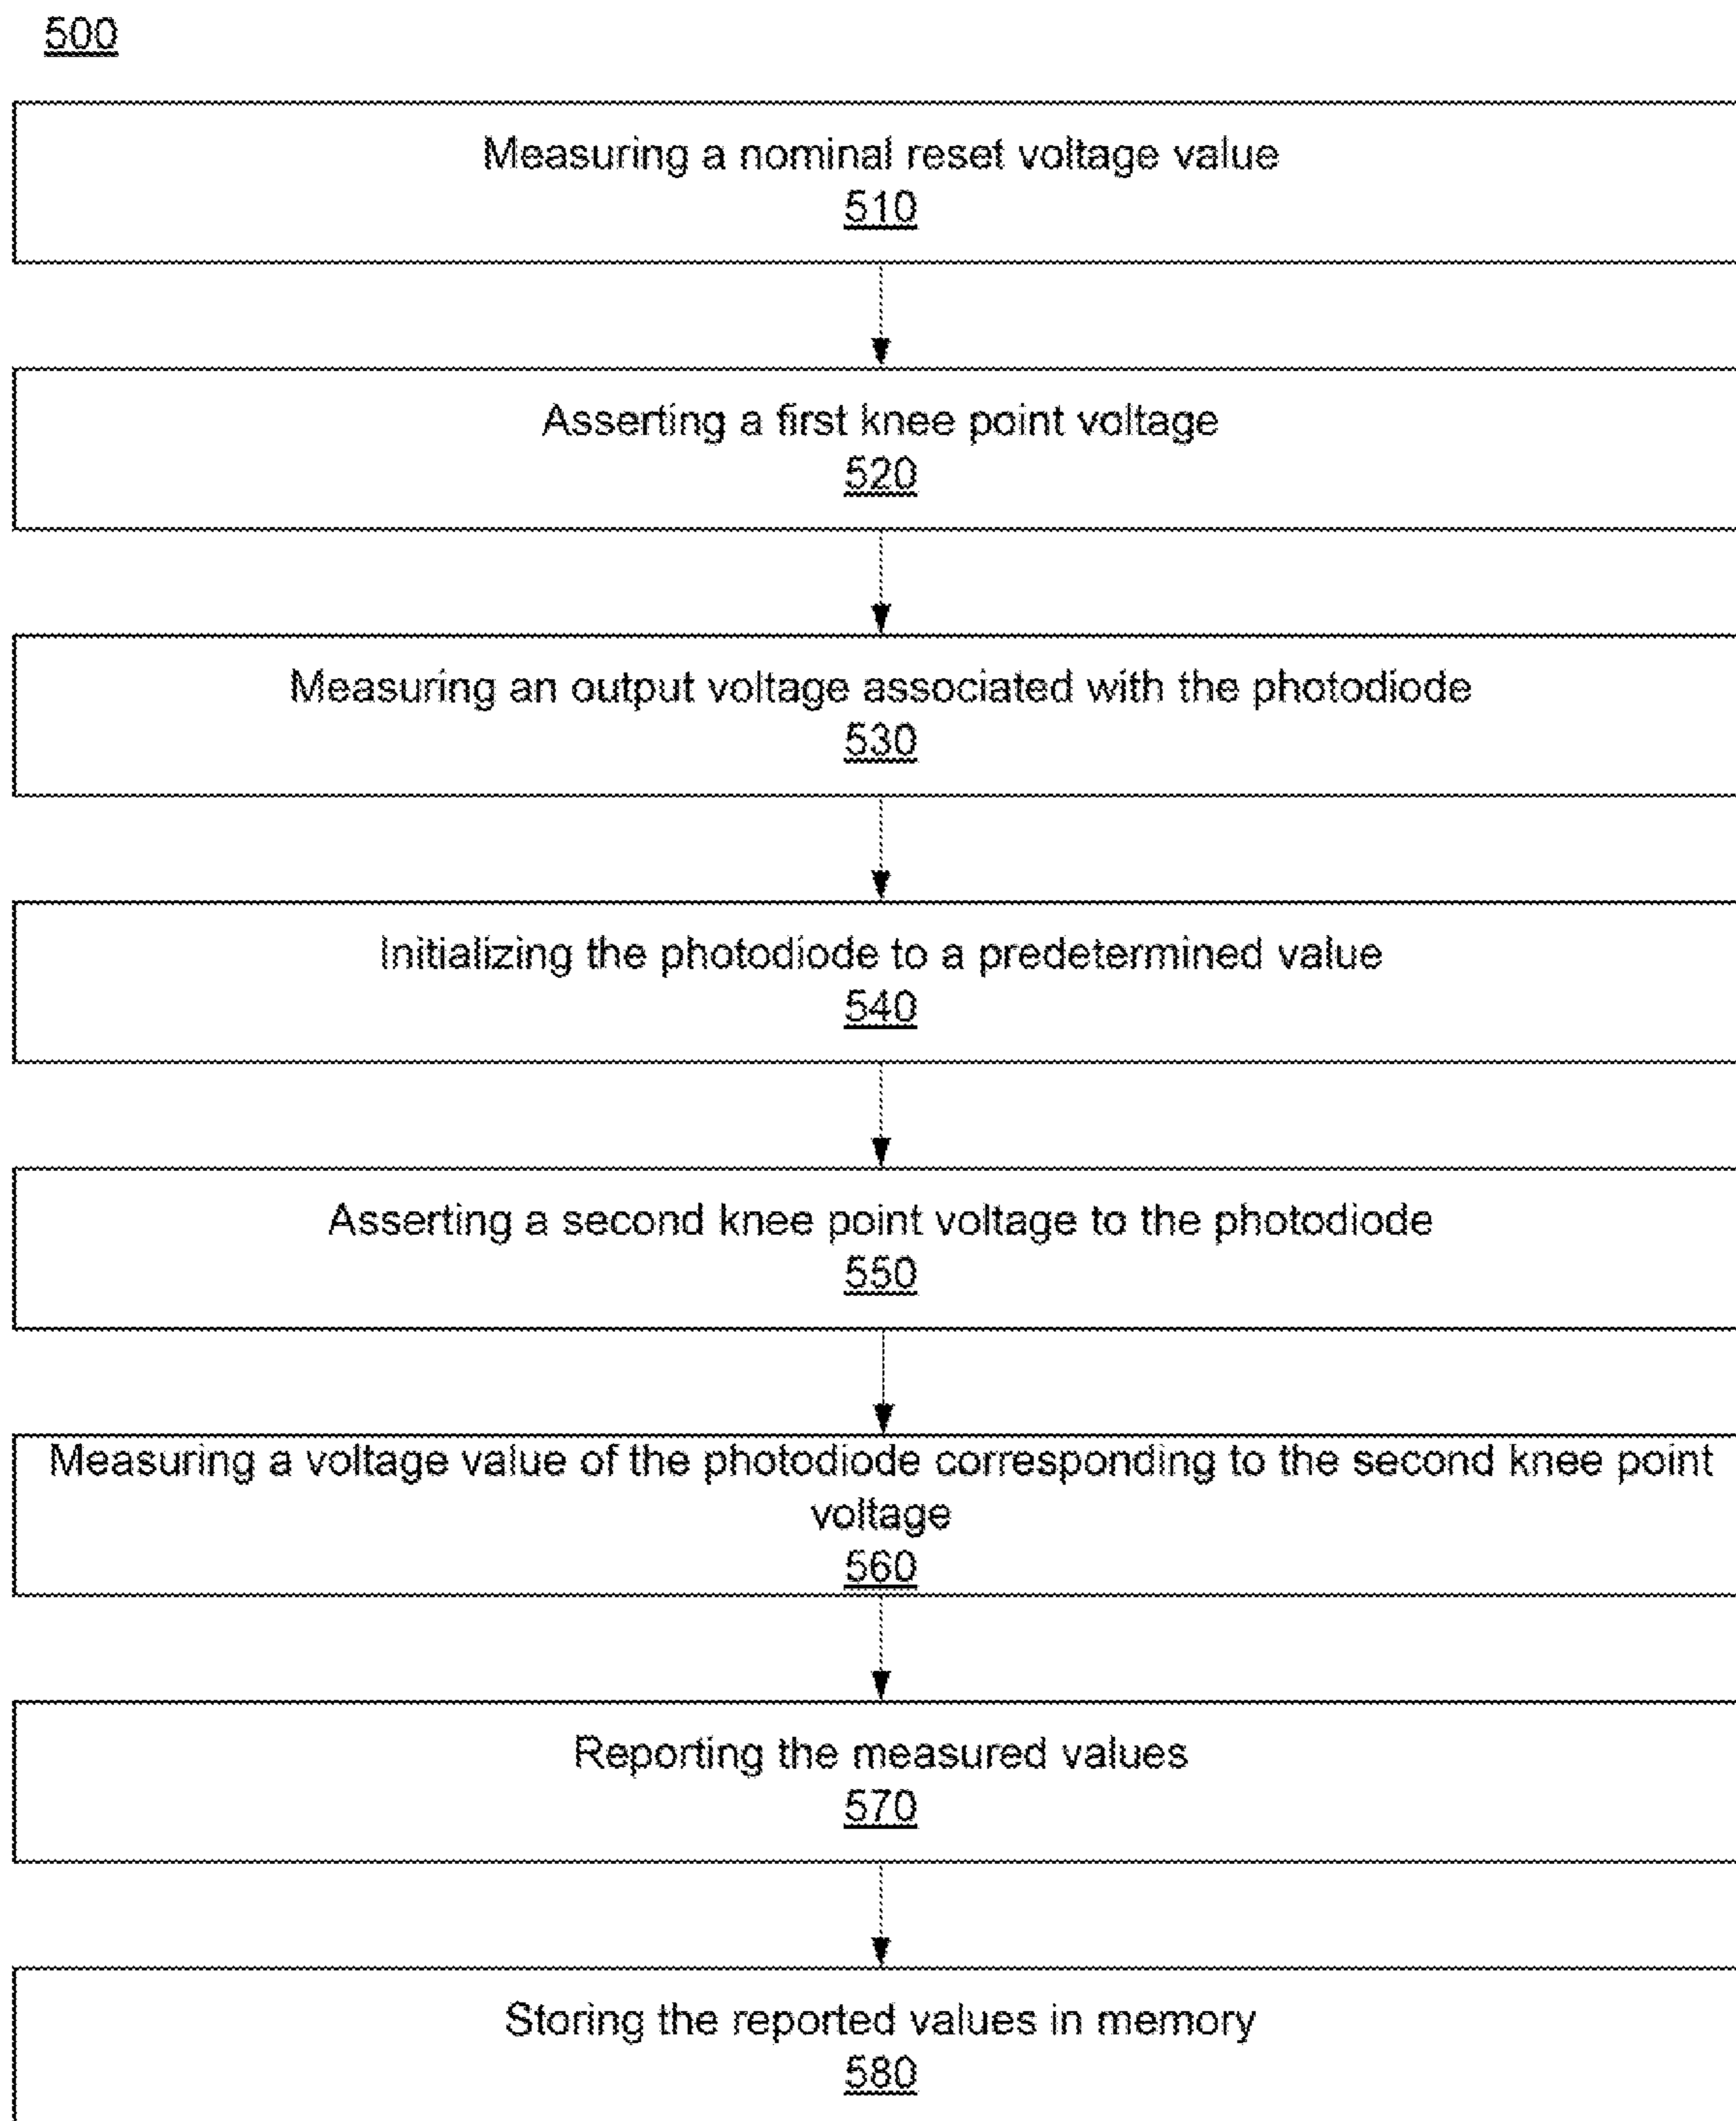 500
Measuring a nominal reset voltage value
510
Asserting a first knee point voltage
520
Measuring an output voltage associated with the photodiode
530
Initializing the photodiode to a predetermined value
540
Asserting a second knee point voltage to the photodiode
550
Measuring a voltage value of the photodiode corresponding to the second knee point
voltage
560
Reporting the measured values
570
Storing the reported values in memory
580